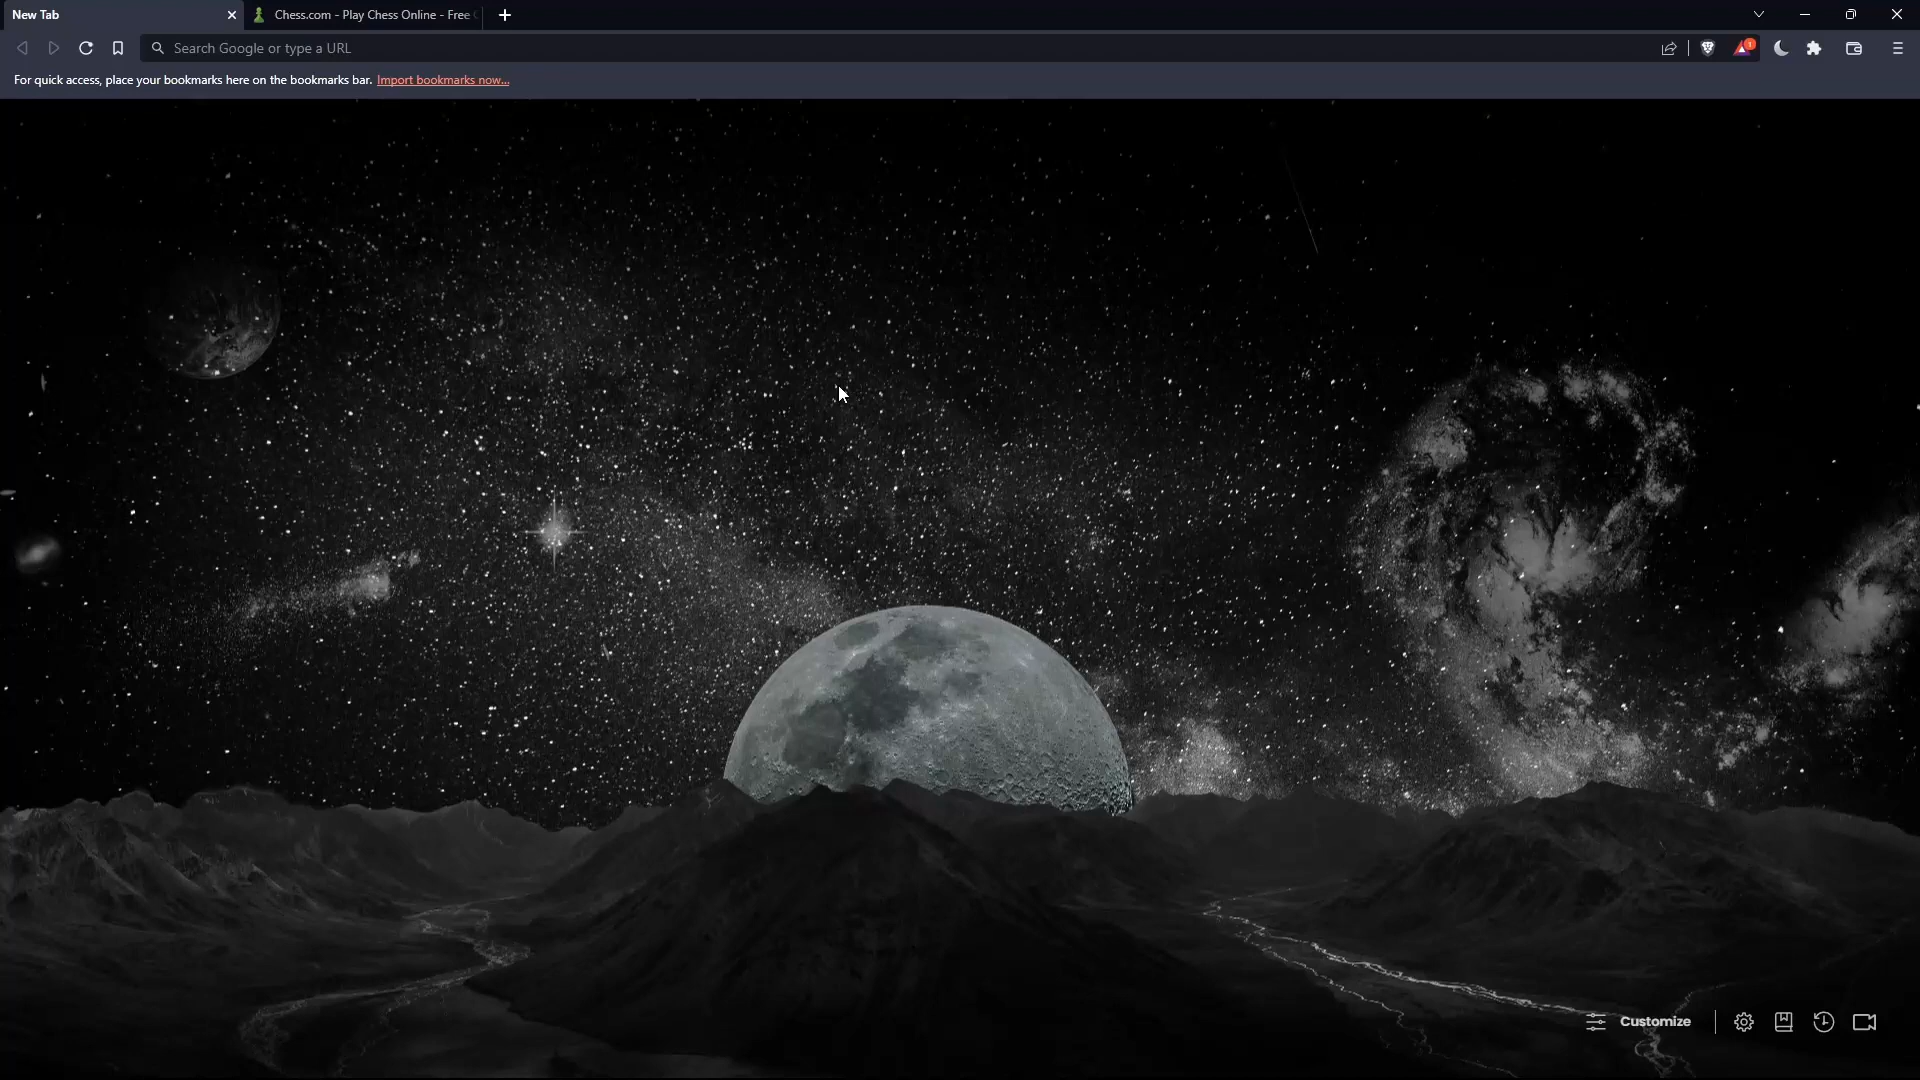 New Tab
Chess.com - Play Chess Online - Free
Search Google or type a URL
1
For quick access, place your bookmarks here on the bookmarks bar. Import bookmarks now...
Customize